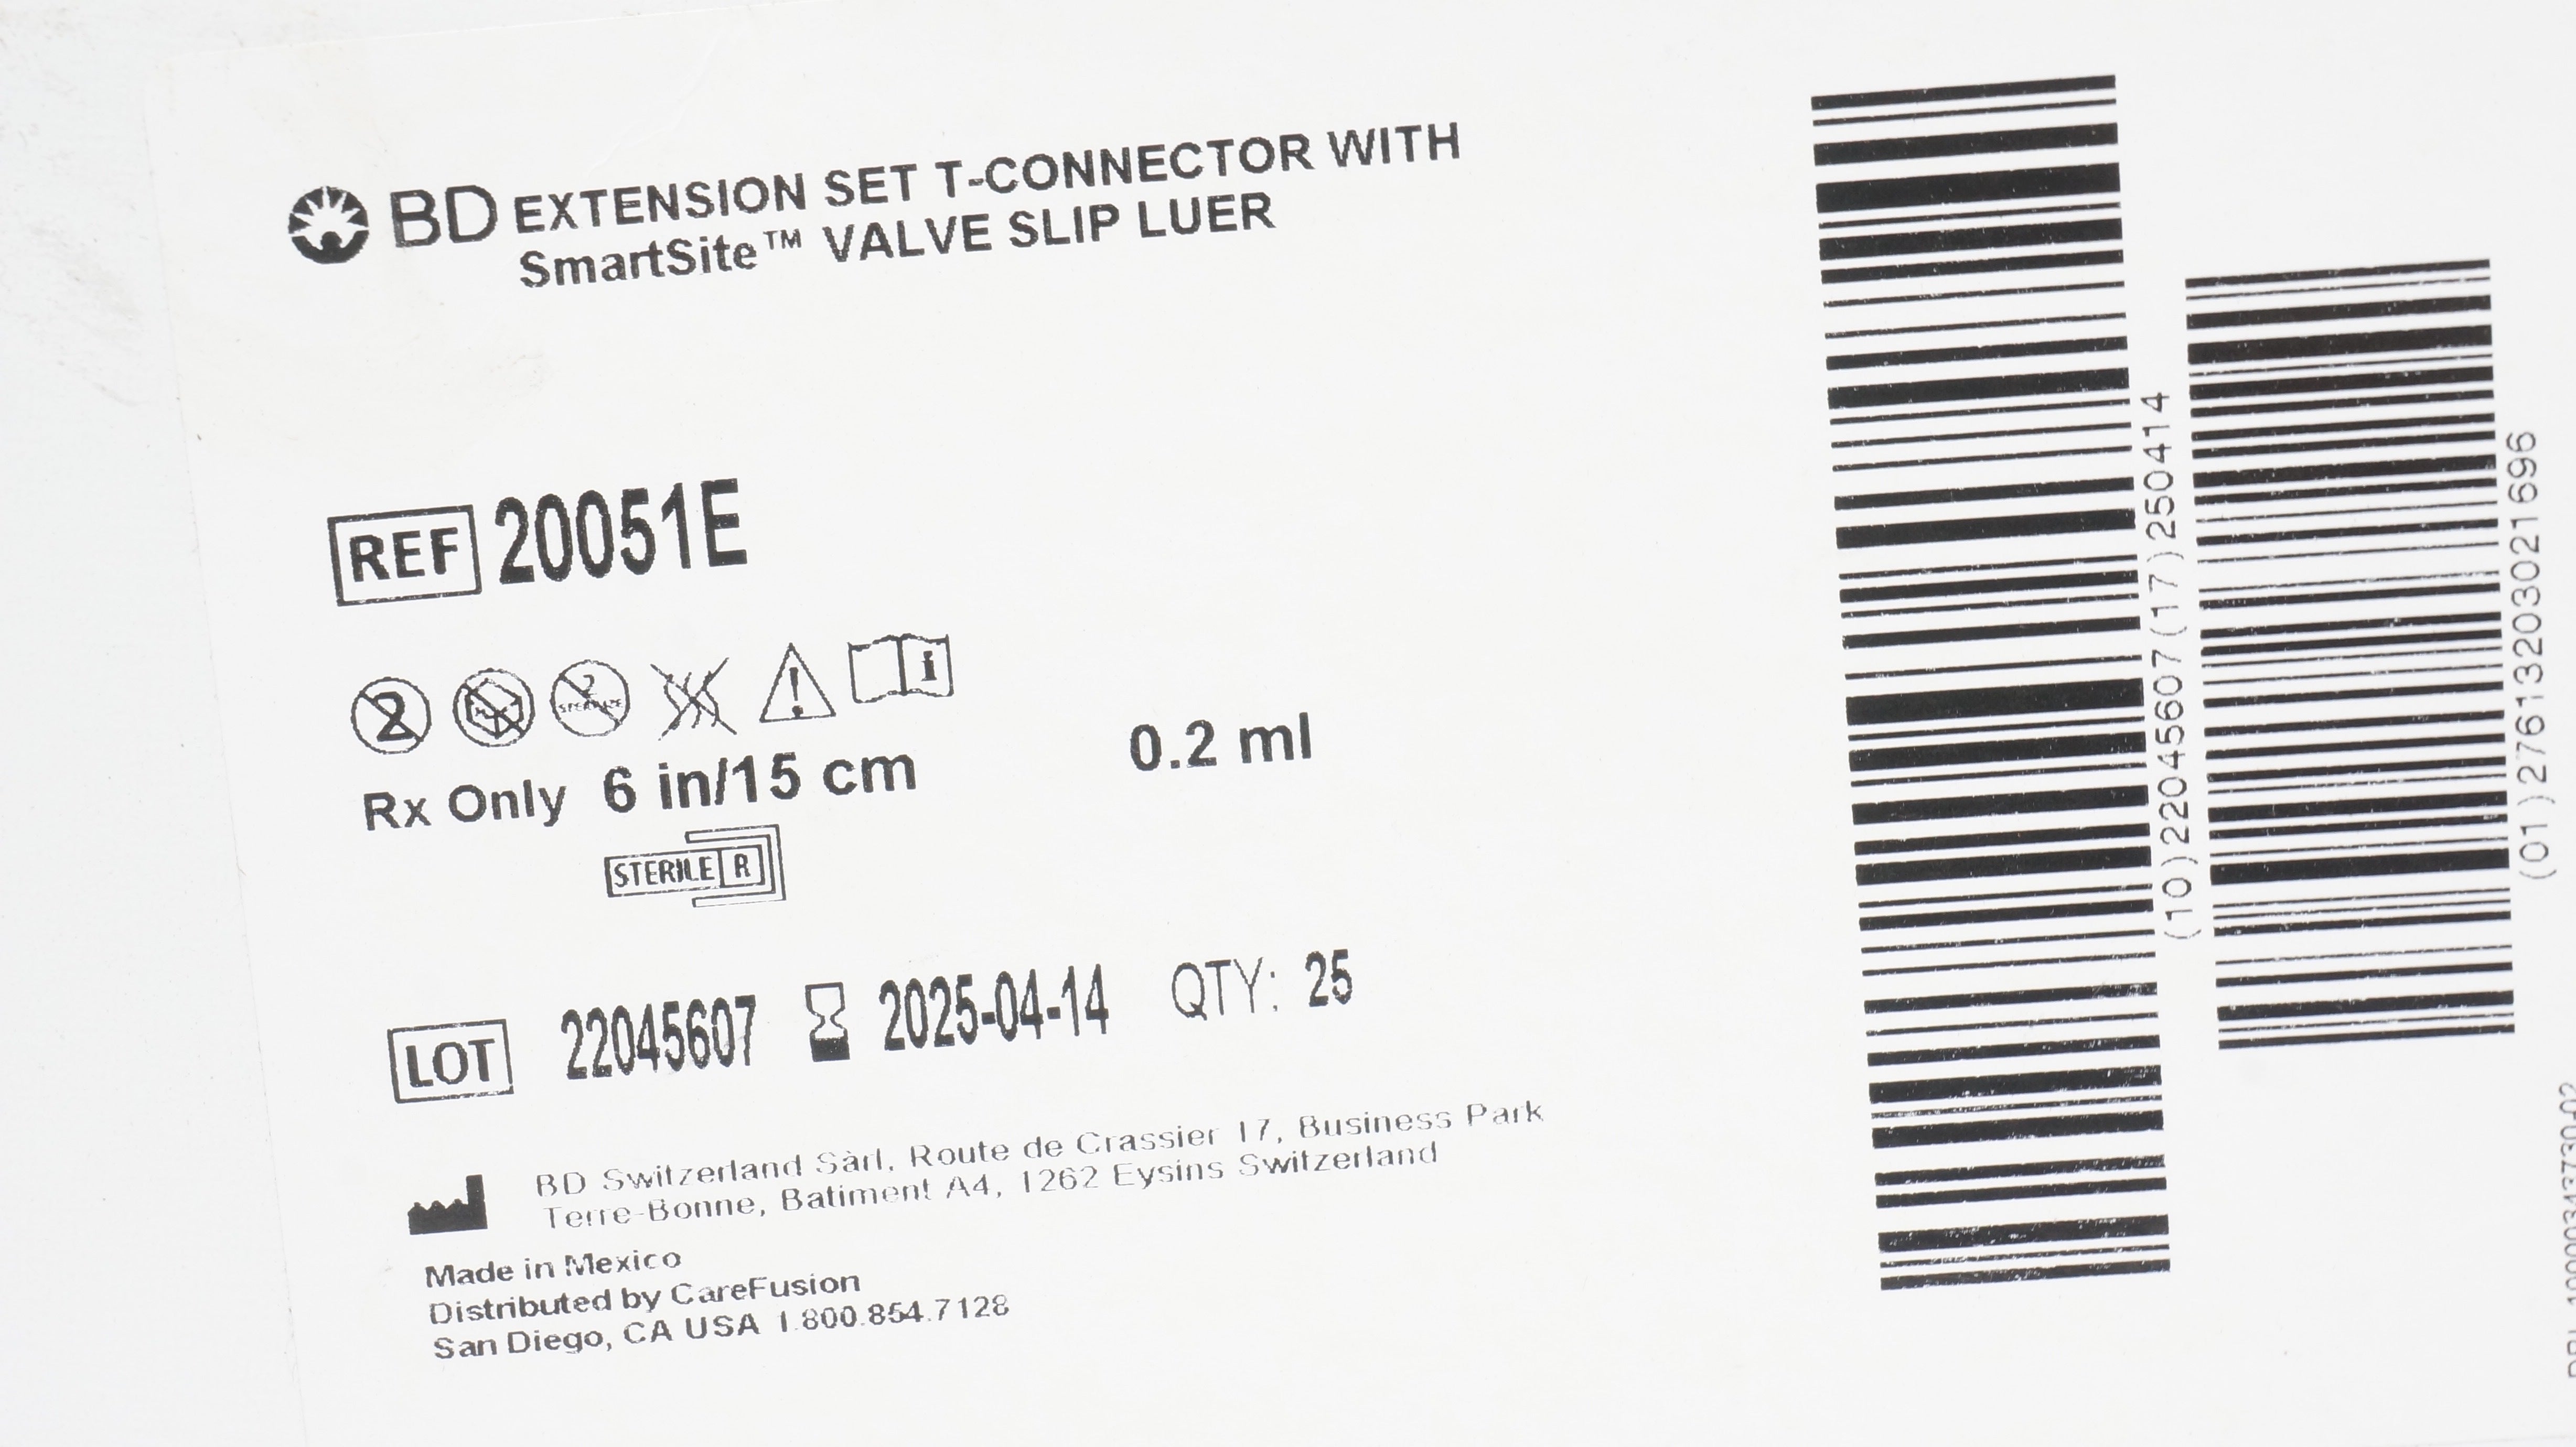 BD EXTENSION SET T-CONNECTOR WITH
SmartSite™ VALVE SLIP LUER
REF 20051E
2 2 STERILIZE i
Rx Only 6 in/15 cm 0.2 ml
STERILE R
LOT 22045607 2025-04-14 QTY: 25
BD Switzerland Sàrl, Route de Crassier 17, Business Park
Terre-Bonne, Batiment A4, 1262 Eysins Switzerland
Made in Mexico
Distributed by CareFusion
San Diego, CA USA 1.800.854.7128
(10)22045607(17)250414
(01)27613203021696